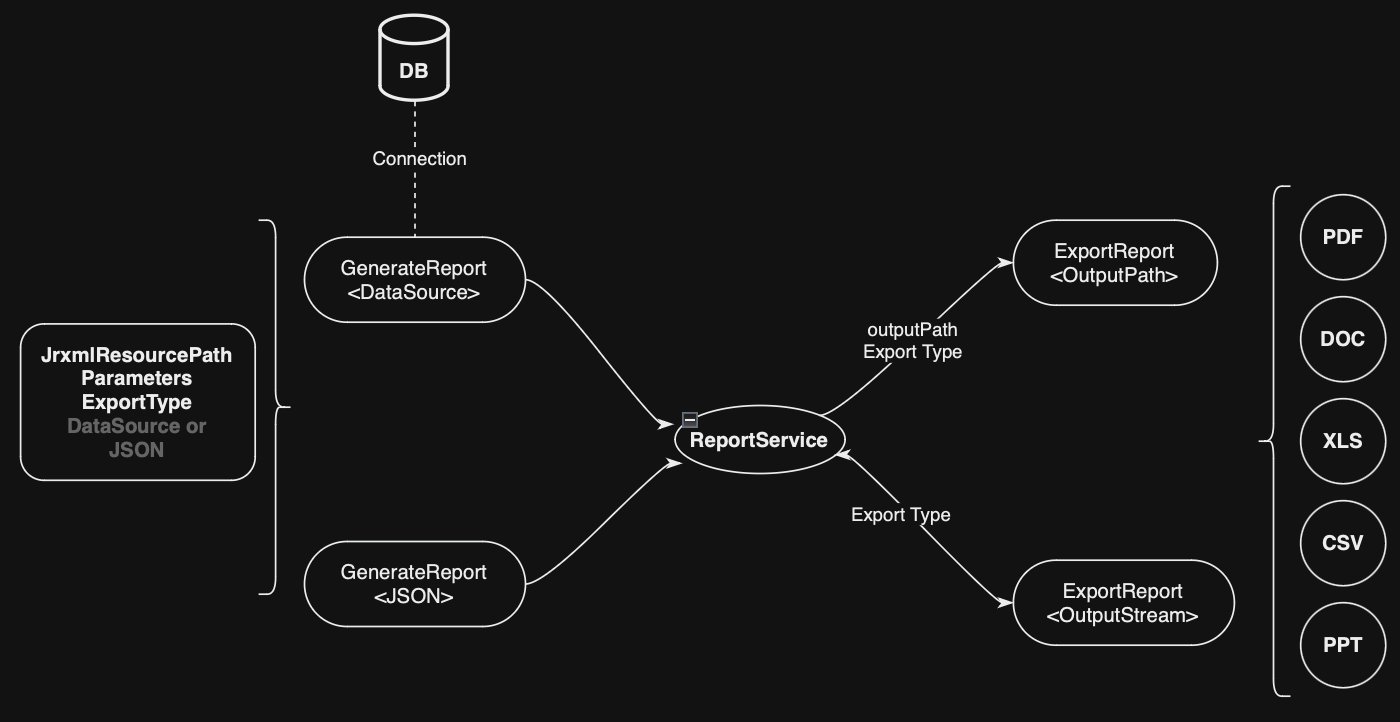 DB
Connection
GenerateReport
<DataSource>
JrxmlResourcePath
Parameters
ExportType
DataSource or
JSON
GenerateReport
<JSON>
ReportService
outputPath
Export Type
Export Type
ExportReport
<OutputPath>
ExportReport
<OutputStream>
PDF
DOC
XLS
CSV
PPT